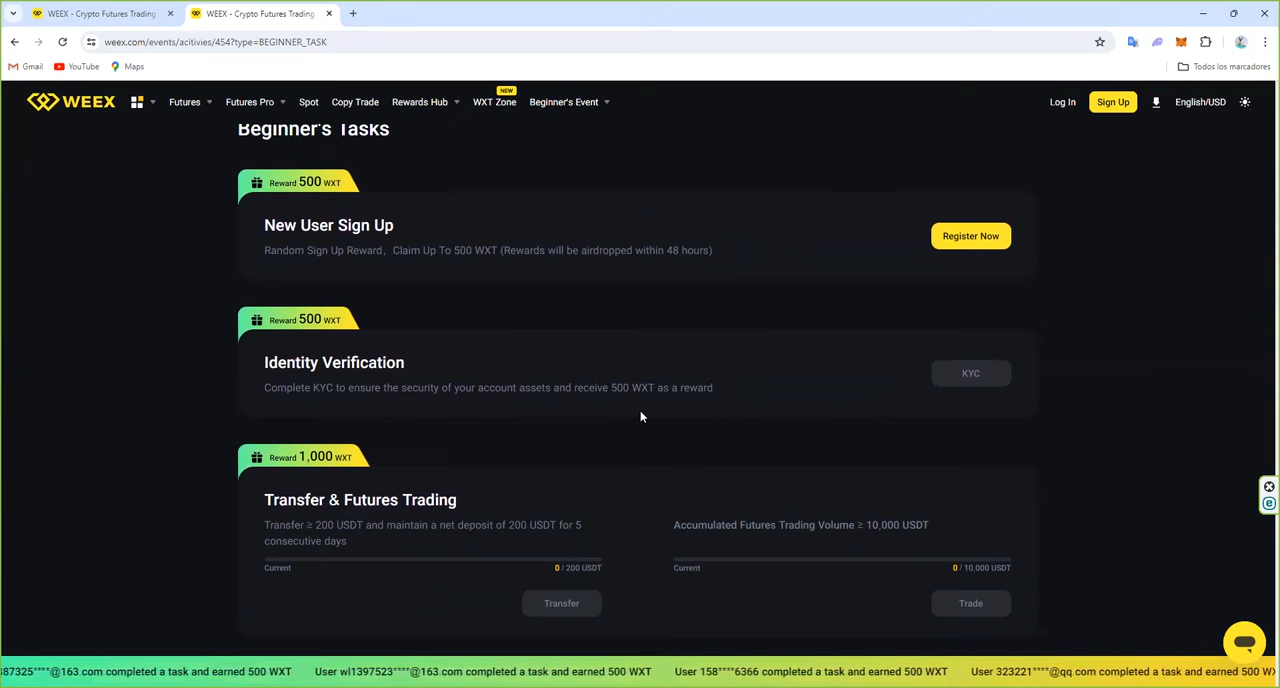 WEEX - Crypto Futures Trading
WEEX - Crypto Futures Trading
weex.com/events/acitivies/454?type=BEGINNER_TASK
Gmail
YouTube
Maps
Todos los marcadores
WEEX
Futures
Futures Pro
Spot
Copy Trade
Rewards Hub
NEW
WXT Zone
Beginner's Event
Log In
Sign Up
English/USD
Beginner's Tasks
Reward 500 WXT
New User Sign Up
Random Sign Up Reward, Claim Up To 500 WXT (Rewards will be airdropped within 48 hours)
Register Now
Reward 500 WXT
Identity Verification
Complete KYC to ensure the security of your account assets and receive 500 WXT as a reward
KYC
Reward 1,000 WXT
Transfer & Futures Trading
Transfer ≥ 200 USDT and maintain a net deposit of 200 USDT for 5
consecutive days
Current
0 / 200 USDT
Transfer
Accumulated Futures Trading Volume ≥ 10,000 USDT
Current
0 / 10,000 USDT
Trade
87325****@163.com completed a task and earned 500 WXT
User wl1397523****@163.com completed a task and earned 500 WXT
User 158****6366 completed a task and earned 500 WXT
User 323221****@qq.com completed a task and earned 500